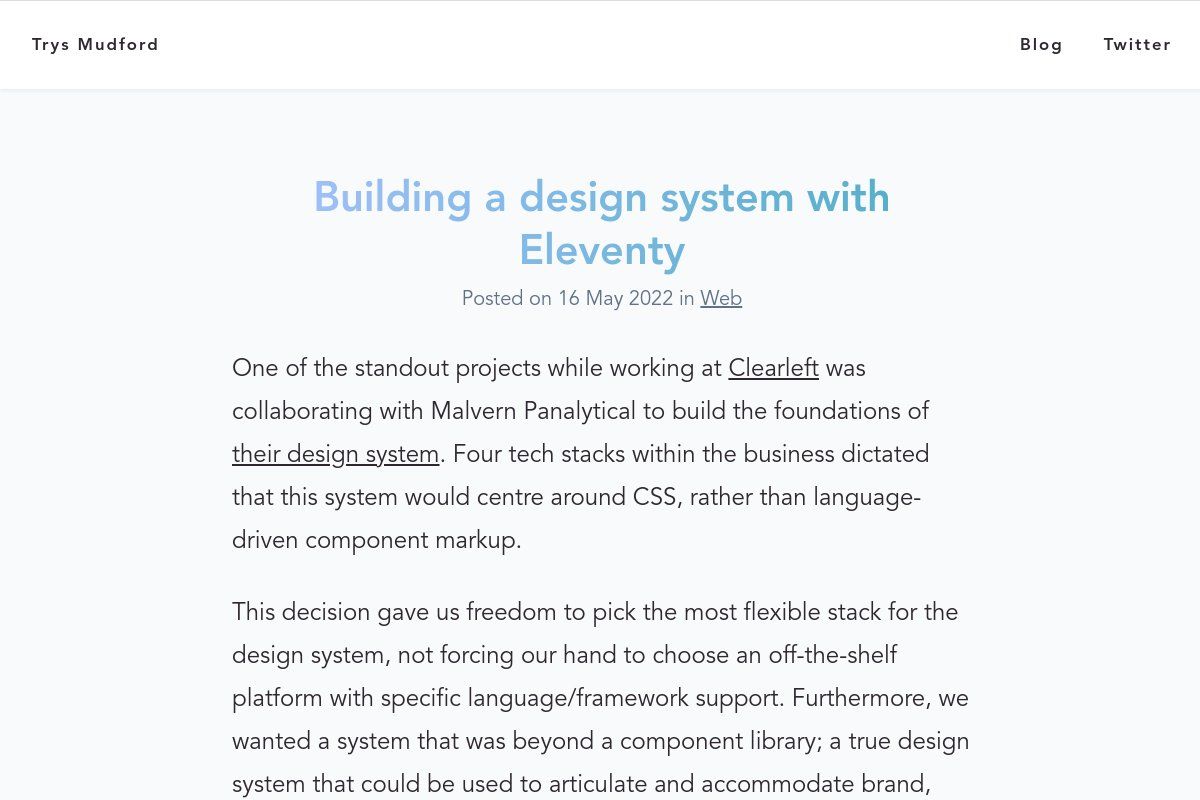 Trys Mudford
Blog
Twitter
Building a design system with
Eleventy
Posted on 16 May 2022 in Web
One of the standout projects while working at Clearleft was
collaborating with Malvern Panalytical to build the foundations of
their design system. Four tech stacks within the business dictated
that this system would centre around CSS, rather than language-
driven component markup.
This decision gave us freedom to pick the most flexible stack for the
design system, not forcing our hand to choose an off-the-shelf
platform with specific language/framework support. Furthermore, we
wanted a system that was beyond a component library; a true design
system that could be used to articulate and accommodate brand,